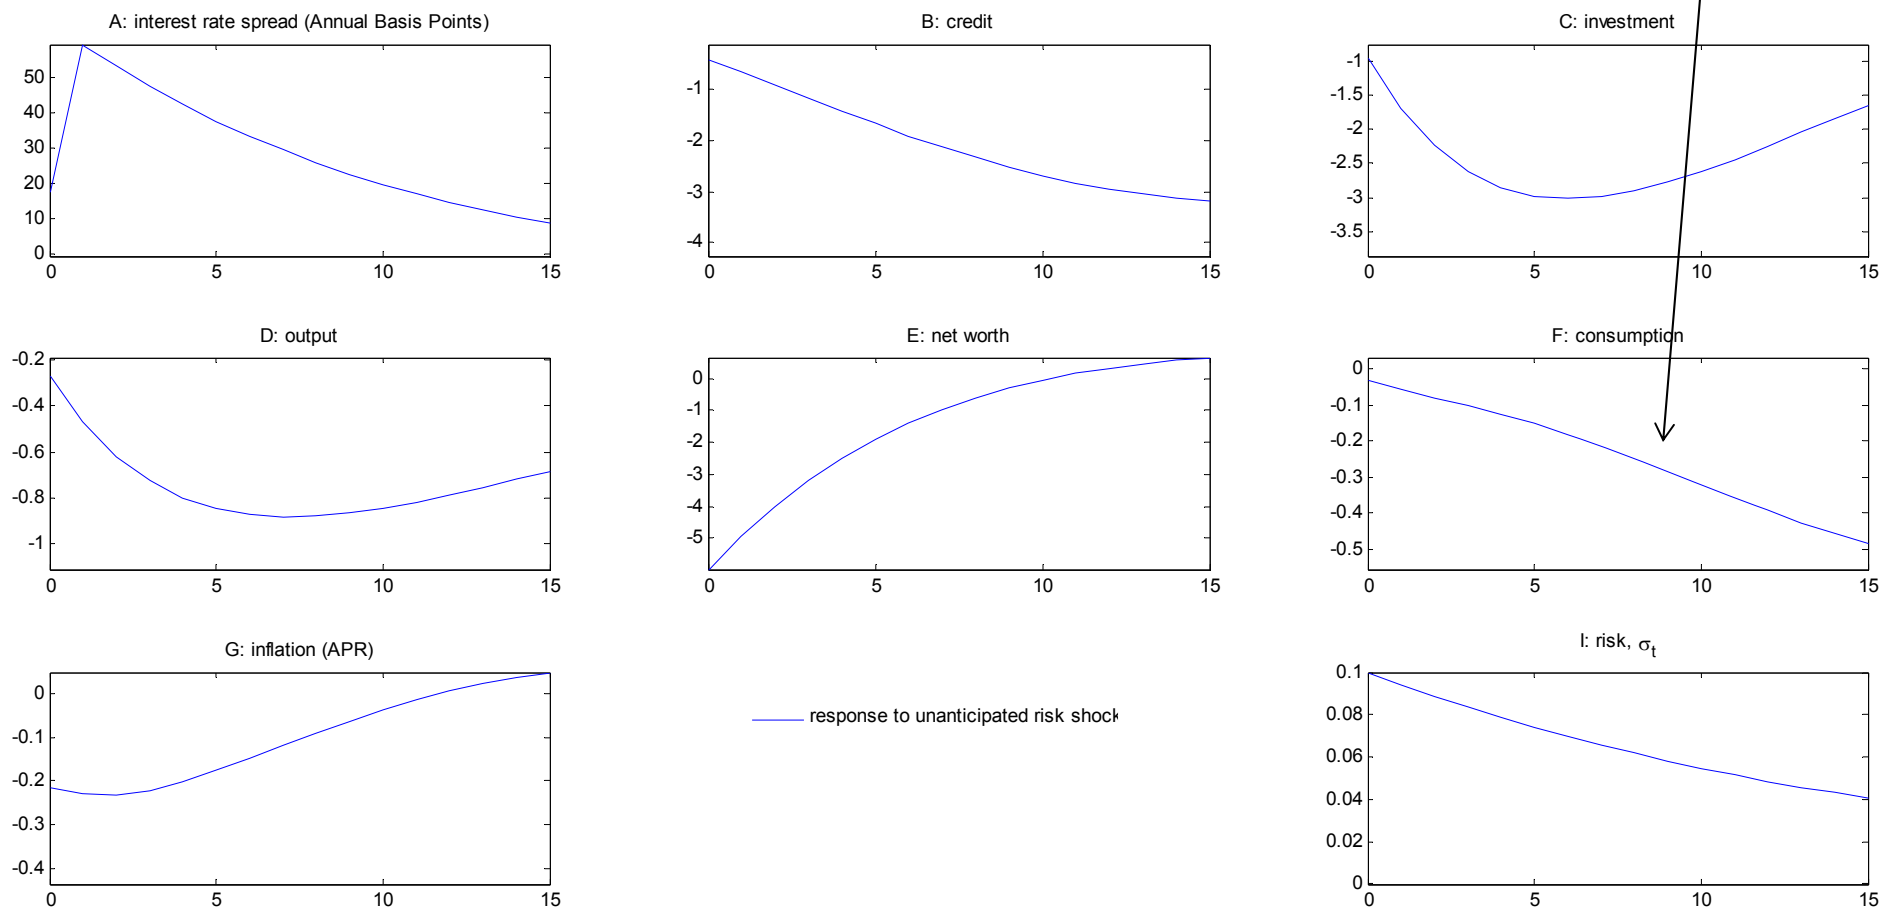 A: interest rate spread (Annual Basis Points)
50
40
30
20
10
0
0 5 10 15
B: credit
-1
-2
-3
-4
0 5 10 15
C: investment
-1
-1.5
-2
-2.5
-3
-3.5
0 5 10 15
D: output
-0.2
-0.4
-0.6
-0.8
-1
0 5 10 15
E: net worth
0
-1
-2
-3
-4
-5
0 5 10 15
F: consumption
0
-0.1
-0.2
-0.3
-0.4
-0.5
0 5 10 15
G: inflation (APR)
0
-0.1
-0.2
-0.3
-0.4
0 5 10 15
response to unanticipated risk shock
I: risk, σt
0.1
0.08
0.06
0.04
0.02
0
0 5 10 15